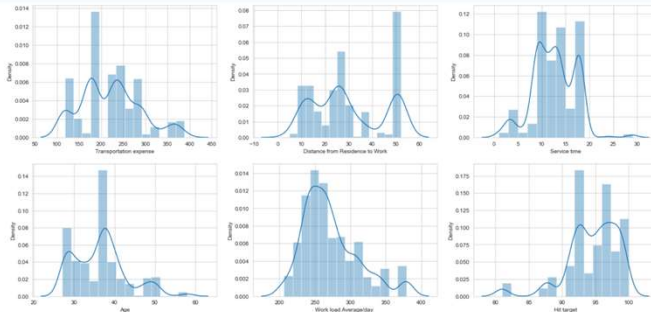 0.014
0.012
0.010
0.008
0.006
0.004
0.002
0.000
Density
50 100 150 200 250 300 350 400 450
Transportation expense
0.08
0.07
0.06
0.05
0.04
0.03
0.02
0.01
0.00
Density
−10 0 10 20 30 40 50 60
Distance from Residence to Work
0.12
0.10
0.08
0.06
0.04
0.02
0.00
Density
0 5 10 15 20 25 30
Service time
0.14
0.12
0.10
0.08
0.06
0.04
0.02
0.00
Density
20 30 40 50 60
Age
0.014
0.012
0.010
0.008
0.006
0.004
0.002
0.000
Density
200 250 300 350 400
Work load Average/day
0.175
0.150
0.125
0.100
0.075
0.050
0.025
0.000
Density
80 85 90 95 100
Hit target